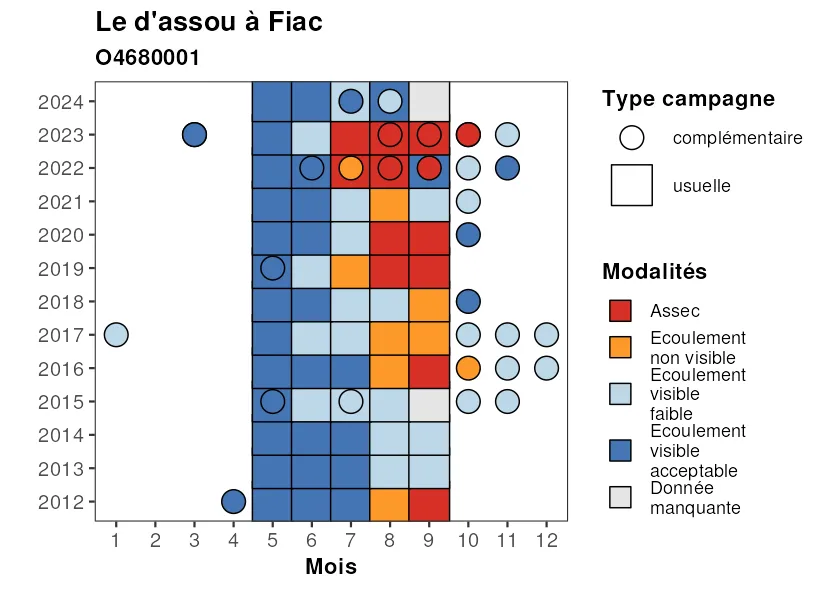 Le d'assou à Fiac
O4680001
2024
2023
2022
2021
2020
2019
2018
2017
2016
2015
2014
2013
2012
1 2 3 4 5 6 7 8 9 10 11 12
Mois
Type campagne
complémentaire
usuelle
Modalités
Assec
Ecoulement
non visible
Ecoulement
visible
faible
Ecoulement
visible
acceptable
Donnée
manquante